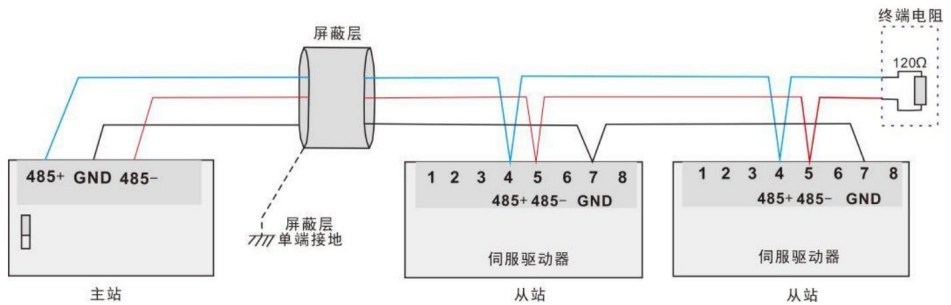 终端电阻
屏蔽层
120Ω
485+ GND 485-
1 2 3 4 5 6 7 8
485+ 485- GND
1 2 3 4 5 6 7 8
485+ 485- GND
屏蔽层
单端接地
伺服驱动器
伺服驱动器
主站
从站
从站